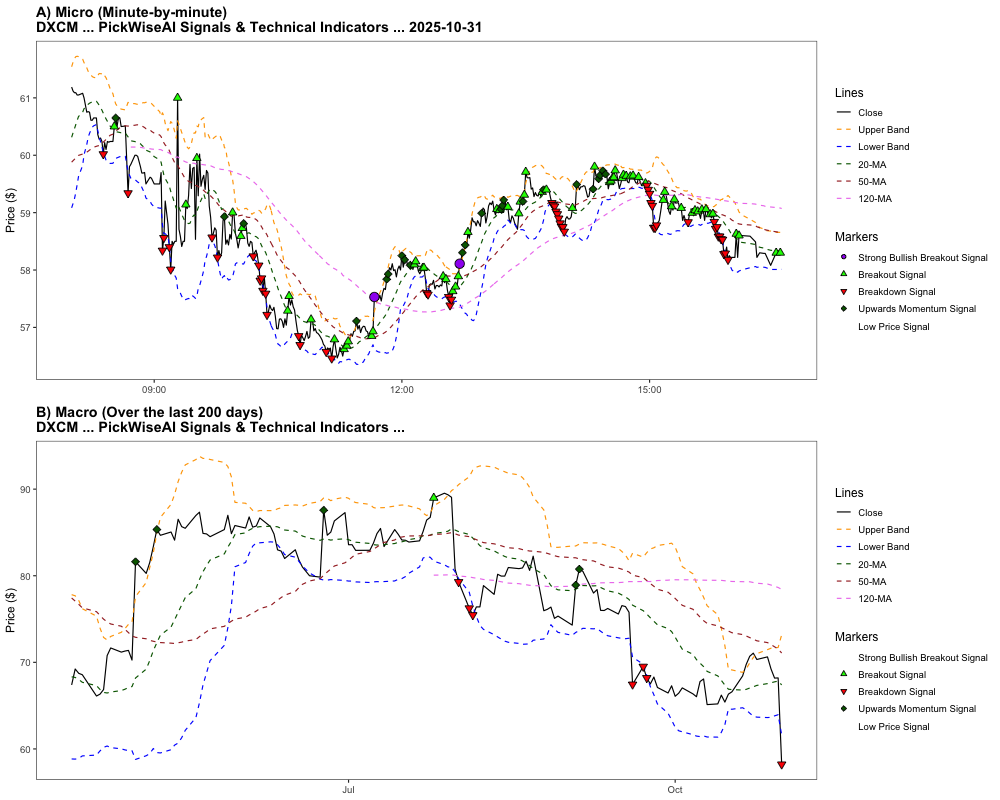 A) Micro (Minute-by-minute)
DXCM ... PickWiseAI Signals & Technical Indicators ... 2025-10-31
Price ($)
61
60
59
58
57
09:00
12:00
15:00
Lines
Close
Upper Band
Lower Band
20-MA
50-MA
120-MA
Markers
Strong Bullish Breakout Signal
Breakout Signal
Breakdown Signal
Upwards Momentum Signal
Low Price Signal
B) Macro (Over the last 200 days)
DXCM ... PickWiseAI Signals & Technical Indicators ...
Price ($)
90
80
70
60
Jul
Oct
Lines
Close
Upper Band
Lower Band
20-MA
50-MA
120-MA
Markers
Strong Bullish Breakout Signal
Breakout Signal
Breakdown Signal
Upwards Momentum Signal
Low Price Signal